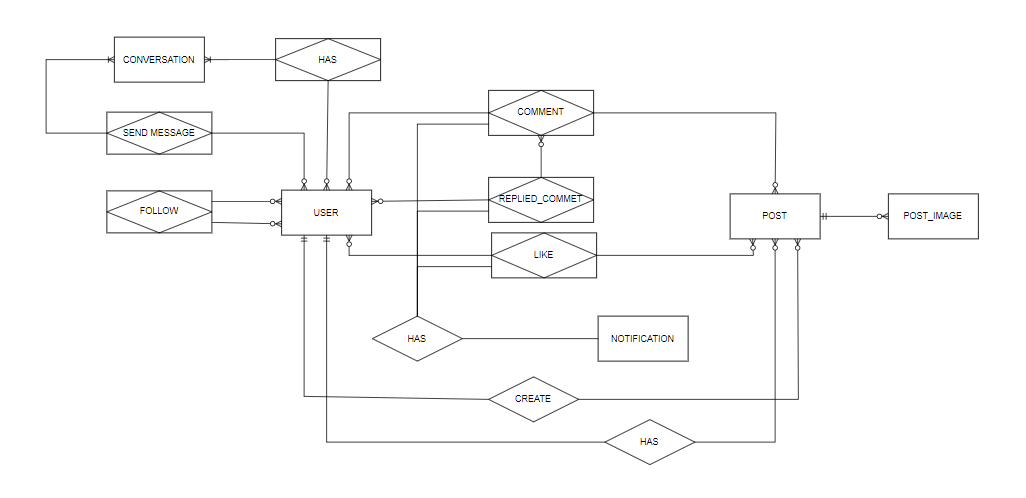 CONVERSATION
HAS
COMMENT
SEND MESSAGE
REPLIED_COMMET
FOLLOW
USER
POST
POST_IMAGE
LIKE
HAS
NOTIFICATION
CREATE
HAS